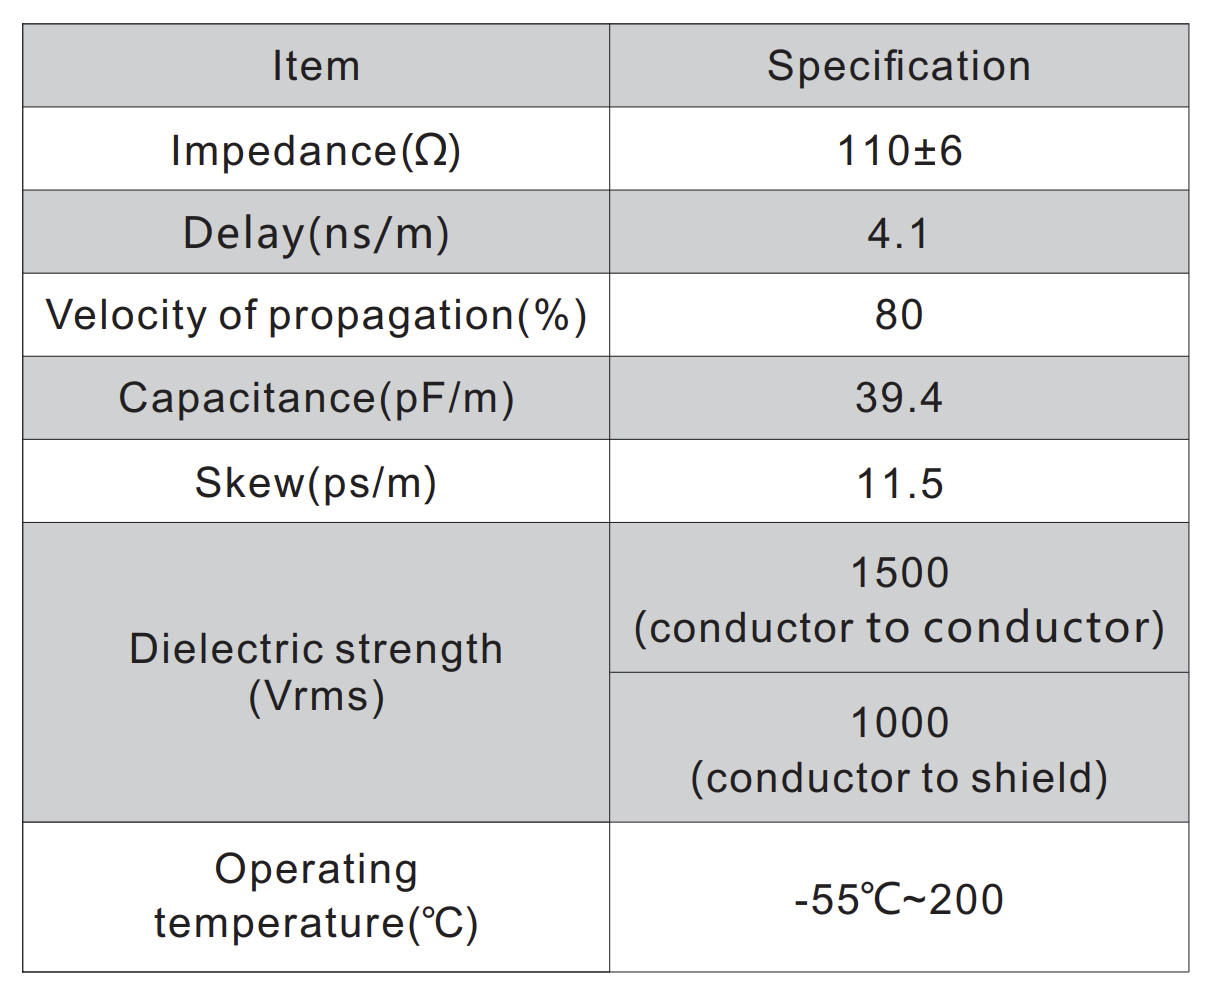 Item
Specification
Impedance(Ω)
110±6
Delay(ns/m)
4.1
Velocity of propagation(%)
80
Capacitance(pF/m)
39.4
Skew(ps/m)
11.5
Dielectric strength
(Vrms)
1500
(conductor to conductor)
1000
(conductor to shield)
Operating
temperature(℃)
-55℃~200